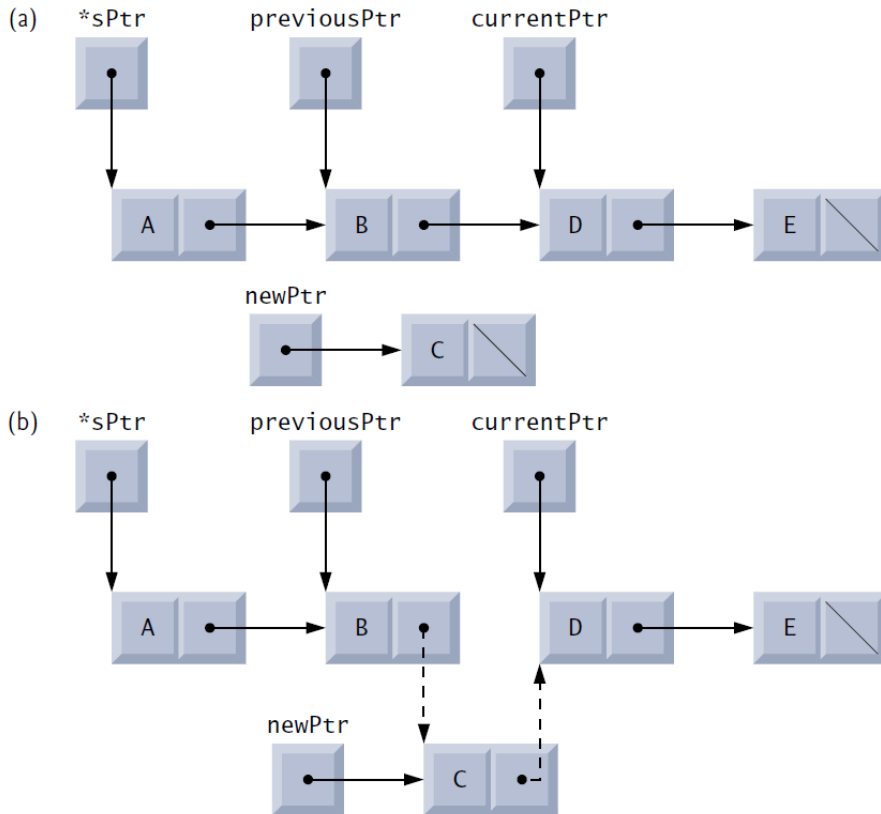 (a) *sPtr previousPtr currentPtr
A B D E
newPtr
C
(b) *sPtr previousPtr currentPtr
A B D E
newPtr
C